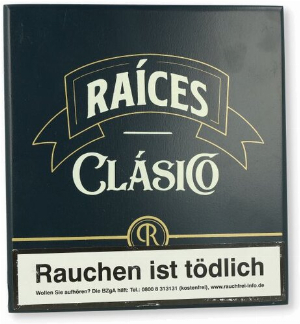 RAÍCES
CLÁSICO
R
Rauchen ist tödlich
Wollen Sie aufhören? Die BZgA hilft: Tel.: 0800 8 313131 (kostenfrei), www.rauchfrei-info.de